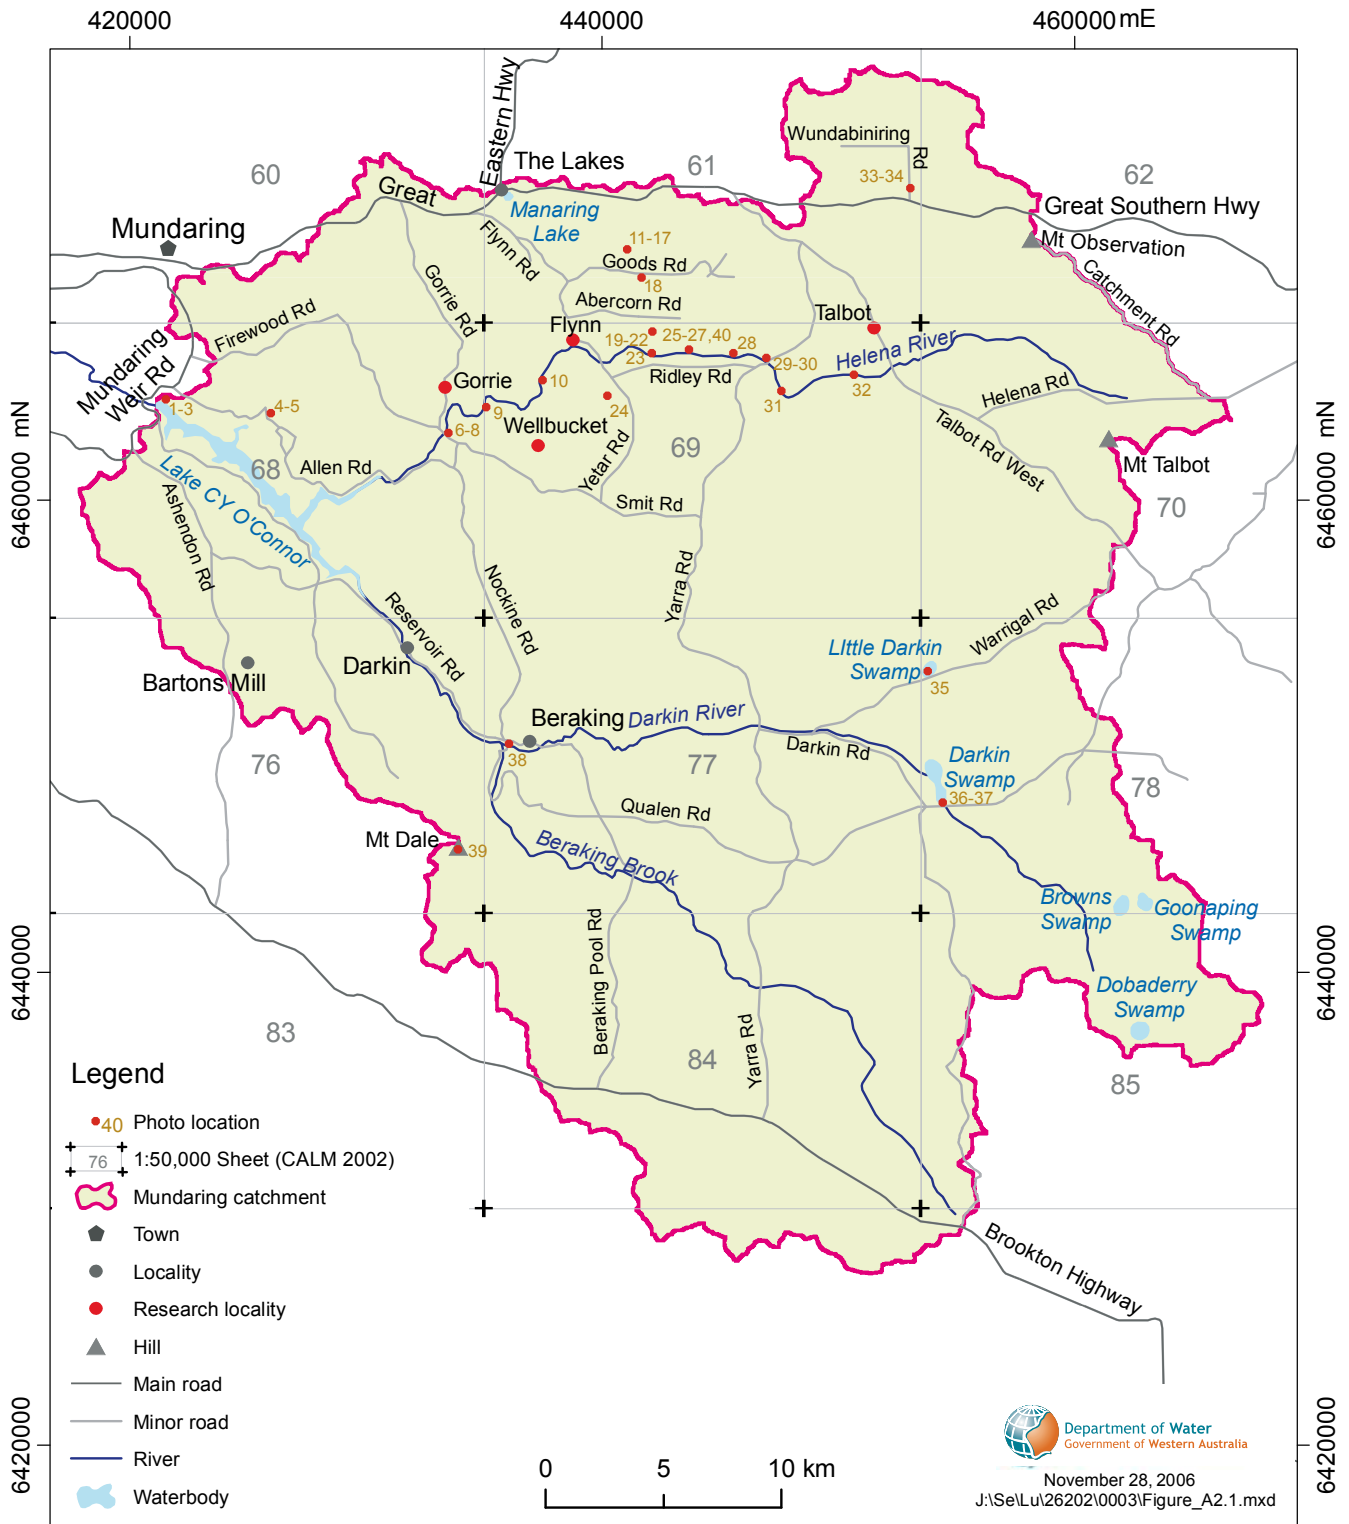 420000
440000
460000 mE
Eastern Hwy
Wundabiniring
Rd
The Lakes
60
61
62
33-34
Great
Great Southern Hwy
Manaring
Lake
Mundaring
Mt Observation
Flynn Rd
11-17
Goods Rd
18
Catchment Rd
Gorrie Rd
Abercorn Rd
Firewood Rd
Flynn
Talbot
19-22
25-27,40
28
23
29-30
Helena River
Mundaring
Weir Rd
Ridley Rd
Gorrie
10
32
31
Helena Rd
1-3
4-5
9
24
Wellbucket
6-8
69
Talbot Rd West
Mt Talbot
6460000 mN
6460000 mN
68
Allen Rd
Yetar Rd
Lake CY O'Connor
Ashendon Rd
Smit Rd
70
Nockine Rd
Yarra Rd
Reservoir Rd
Warrigal Rd
LIttle Darkin
Swamp
35
Darkin
Bartons Mill
Beraking
Darkin River
38
76
77
Darkin Rd
Darkin
Swamp
78
36-37
Qualen Rd
Mt Dale
39
Beraking Brook
Browns
Swamp
Goonaping
Swamp
Beraking Pool Rd
6440000
6440000
Dobaderry
Swamp
83
84
Yarra Rd
85
Legend
40 Photo location
76 1:50,000 Sheet (CALM 2002)
Mundaring catchment
Town
Locality
Research locality
Hill
Main road
Minor road
River
Waterbody
Brookton Highway
6420000
6420000
0 5 10 km
Department of Water
Government of Western Australia
November 28, 2006
J:\Se\Lu\26202\0003\Figure_A2.1.mxd